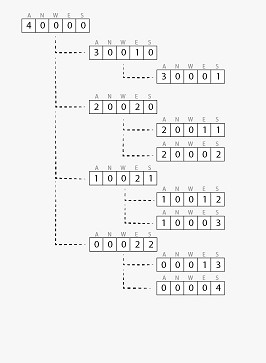 A N W E S
4 0 0 0 0
A N W E S
3 0 0 1 0
A N W E S
3 0 0 0 1
A N W E S
2 0 0 2 0
A N W E S
2 0 0 1 1
A N W E S
2 0 0 0 2
A N W E S
1 0 0 2 1
A N W E S
1 0 0 1 2
A N W E S
1 0 0 0 3
A N W E S
0 0 0 2 2
A N W E S
0 0 0 1 3
A N W E S
0 0 0 0 4